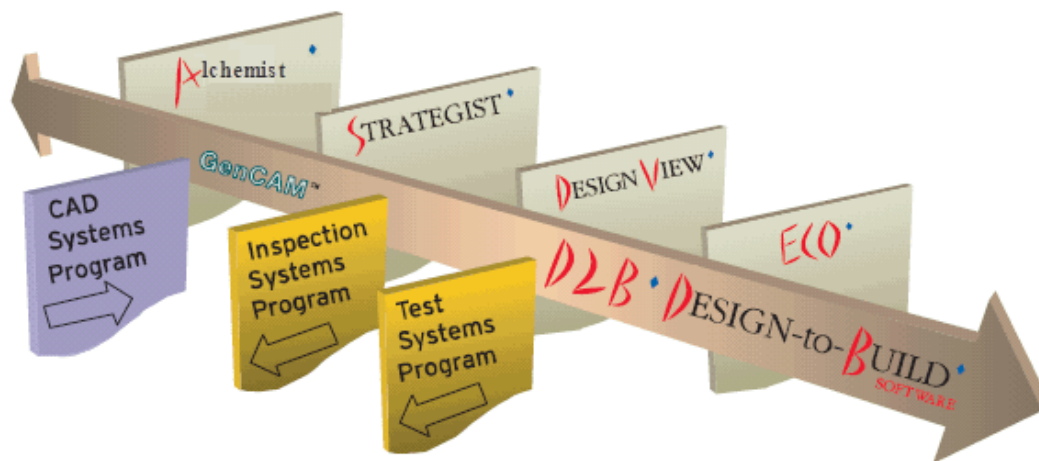 Alchemist
STRATEGIST
DESIGN VIEW
ECO
GenCAM™
D2B DESIGN-to-BUILD
SOFTWARE
CAD
Systems
Program
Inspection
Systems
Program
Test
Systems
Program